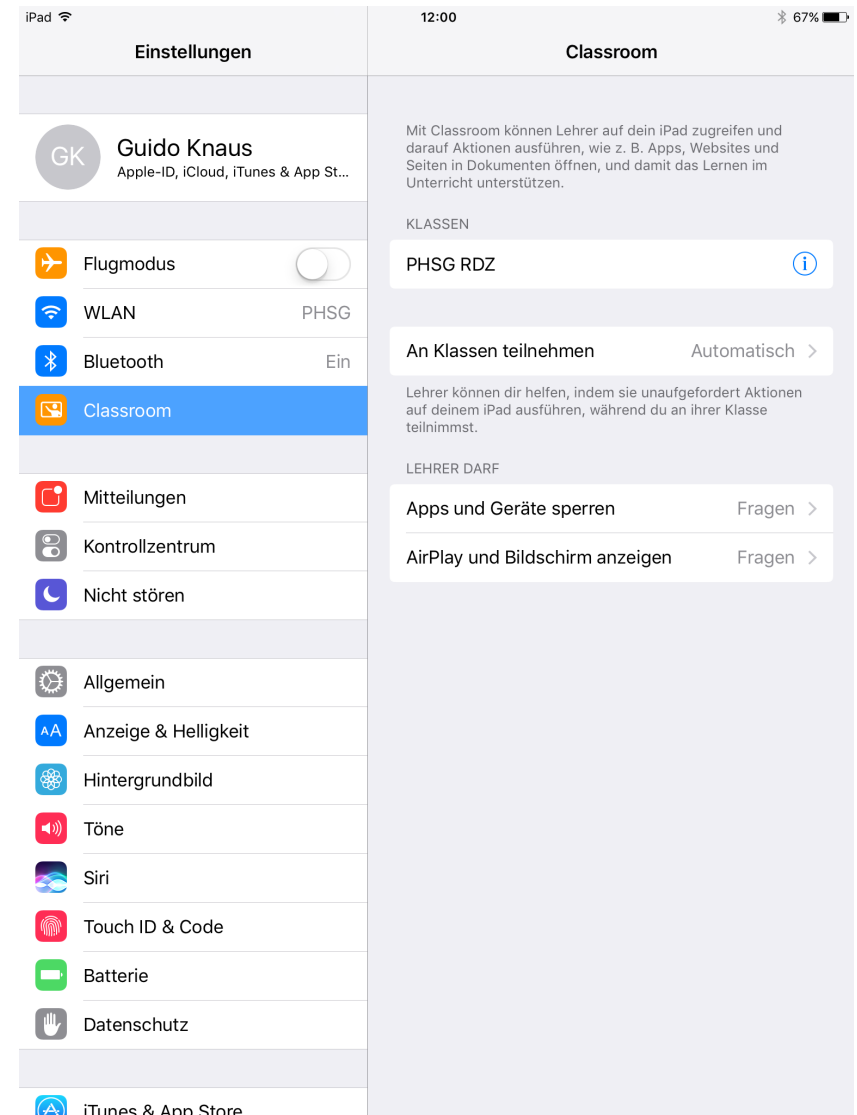 iPad
12:00
67%
Einstellungen
Classroom
GK
Guido Knaus
Apple-ID, iCloud, iTunes & App St...
Flugmodus
WLAN
PHSG
Bluetooth
Ein
Classroom
Mitteilungen
Kontrollzentrum
Nicht stören
Allgemein
AA
Anzeige & Helligkeit
Hintergrundbild
Töne
Siri
Touch ID & Code
Batterie
Datenschutz
iTunes & App Store
Mit Classroom können Lehrer auf dein iPad zugreifen und
darauf Aktionen ausführen, wie z. B. Apps, Websites und
Seiten in Dokumenten öffnen, und damit das Lernen im
Unterricht unterstützen.
KLASSEN
PHSG RDZ
An Klassen teilnehmen
Automatisch
Lehrer können dir helfen, indem sie unaufgefordert Aktionen
auf deinem iPad ausführen, während du an ihrer Klasse
teilnimmst.
LEHRER DARF
Apps und Geräte sperren
Fragen
AirPlay und Bildschirm anzeigen
Fragen